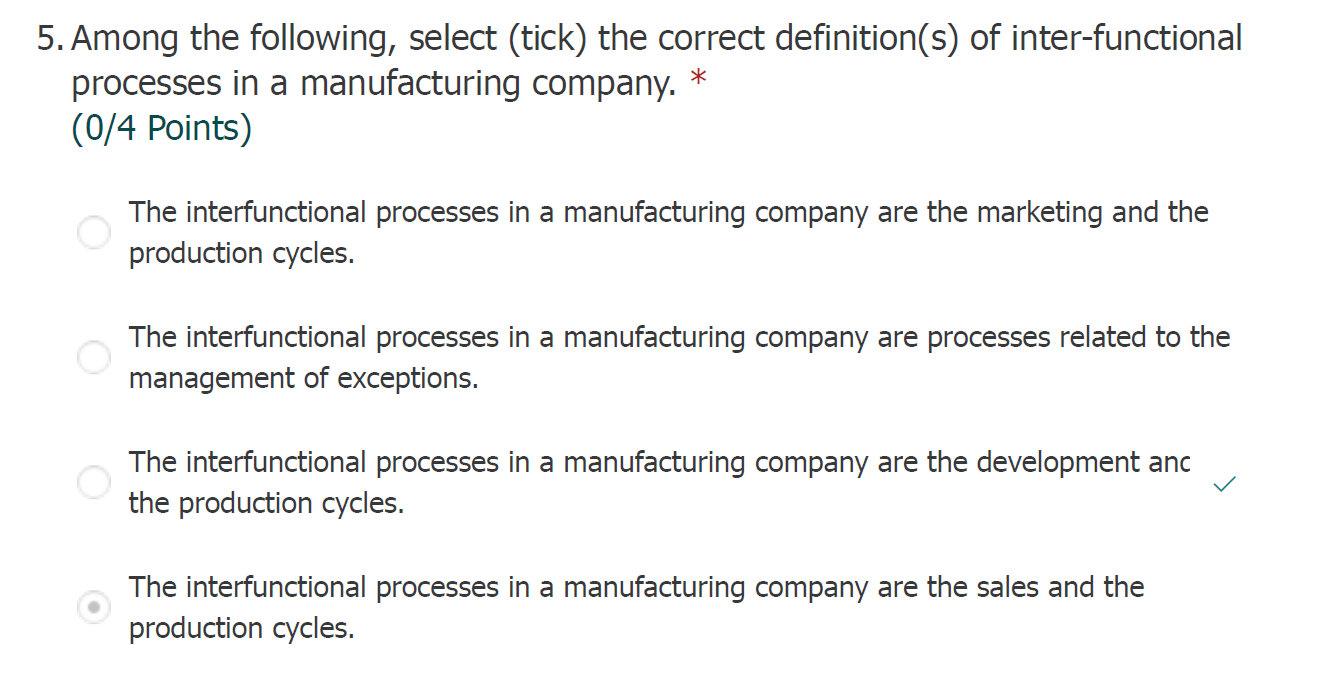 5. Among the following, select (tick) the correct definition(s) of inter-functional
processes in a manufacturing company. *
(0/4 Points)
The interfunctional processes in a manufacturing company are the marketing and the
production cycles.
The interfunctional processes in a manufacturing company are processes related to the
management of exceptions.
The interfunctional processes in a manufacturing company are the development and
the production cycles.
The interfunctional processes in a manufacturing company are the sales and the
production cycles.